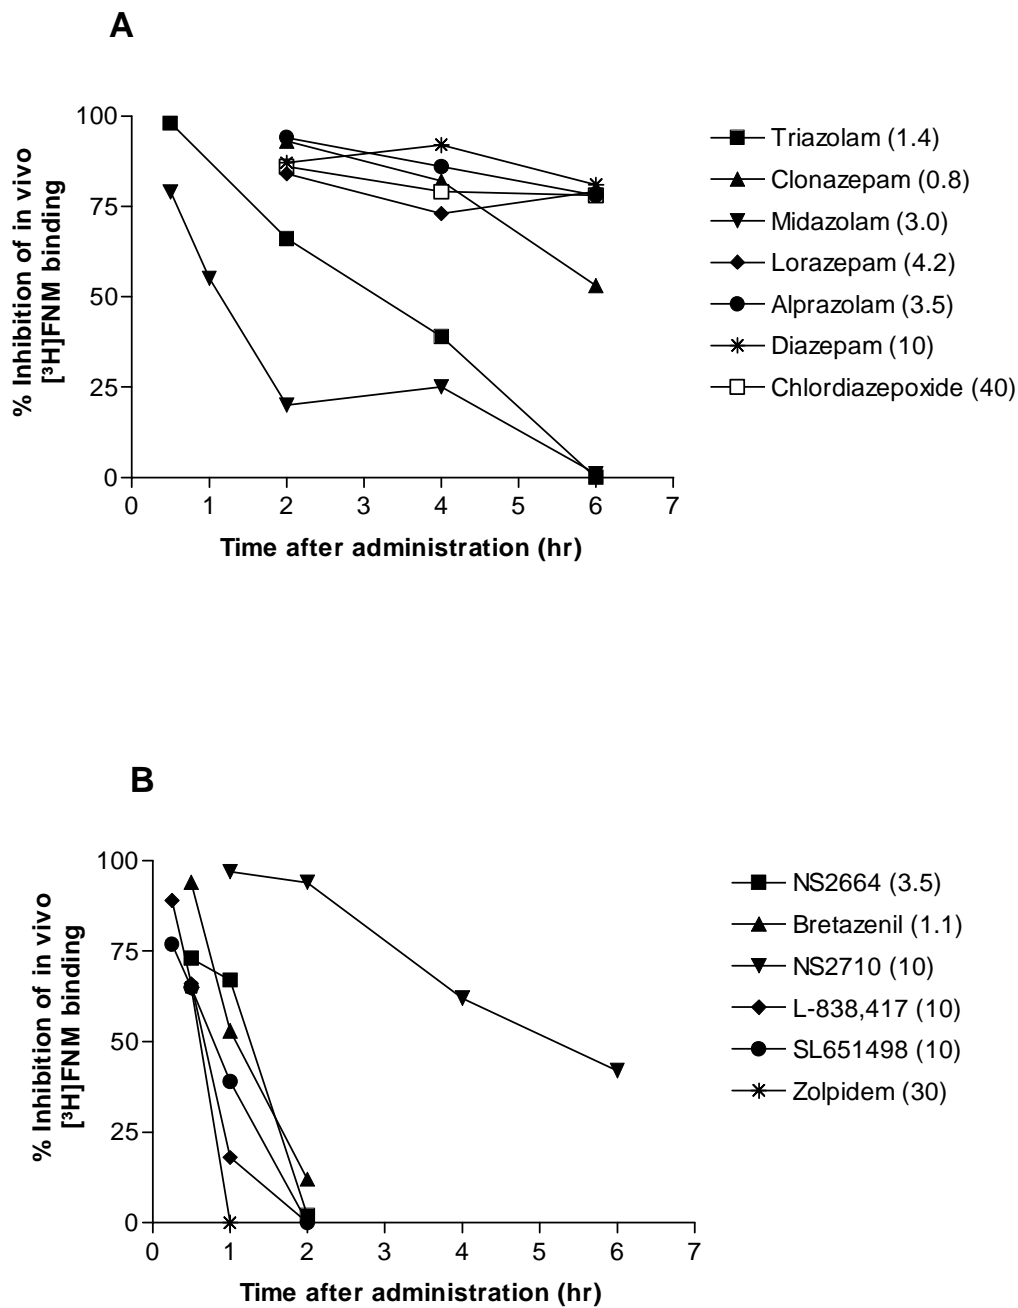 A
% Inhibition of in vivo
[³H]FNM binding
100
75
50
25
0
0 1 2 3 4 5 6 7
Time after administration (hr)
Triazolam (1.4)
Clonazepam (0.8)
Midazolam (3.0)
Lorazepam (4.2)
Alprazolam (3.5)
Diazepam (10)
Chlordiazepoxide (40)
B
% Inhibition of in vivo
[³H]FNM binding
100
75
50
25
0
0 1 2 3 4 5 6 7
Time after administration (hr)
NS2664 (3.5)
Bretazenil (1.1)
NS2710 (10)
L-838,417 (10)
SL651498 (10)
Zolpidem (30)